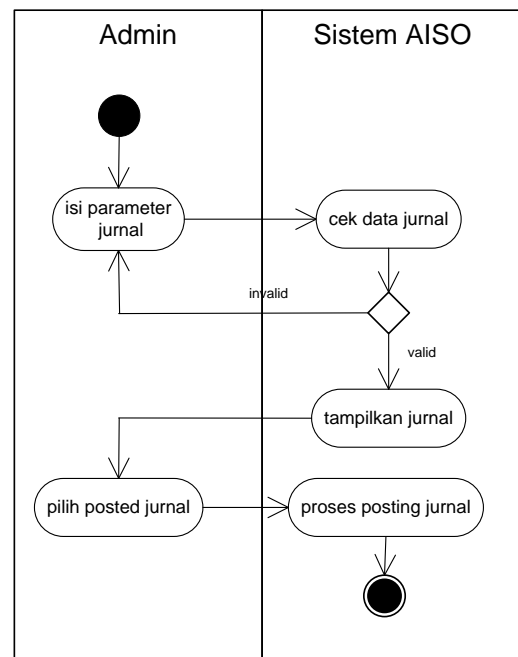 Admin
Sistem AISO
isi parameter
jurnal
cek data jurnal
invalid
valid
tampilkan jurnal
pilih posted jurnal
proses posting jurnal